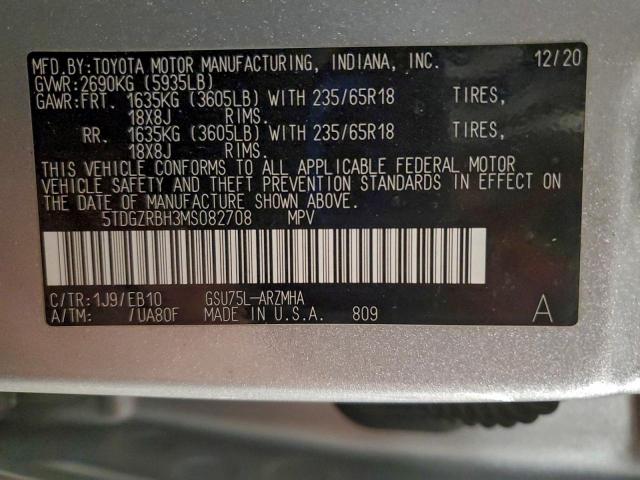 MFD.BY:TOYOTA MOTOR MANUFACTURING, INDIANA, INC. 12/20
GVWR:2690KG (5935LB)
GAWR:FRT. 1635KG (3605LB) WITH 235/65R18 TIRES,
18X8J RIMS.
RR. 1635KG (3605LB) WITH 235/65R18 TIRES,
18X8J RIMS.
THIS VEHICLE CONFORMS TO ALL APPLICABLE FEDERAL MOTOR
VEHICLE SAFETY AND THEFT PREVENTION STANDARDS IN EFFECT ON
THE DATE OF MANUFACTURE SHOWN ABOVE.
5TDGZRBH3MS082708 MPV
C/TR:1J9/EB10 GSU75L-ARZMHA
A/TM: /UA80F MADE IN U.S.A. 809 A